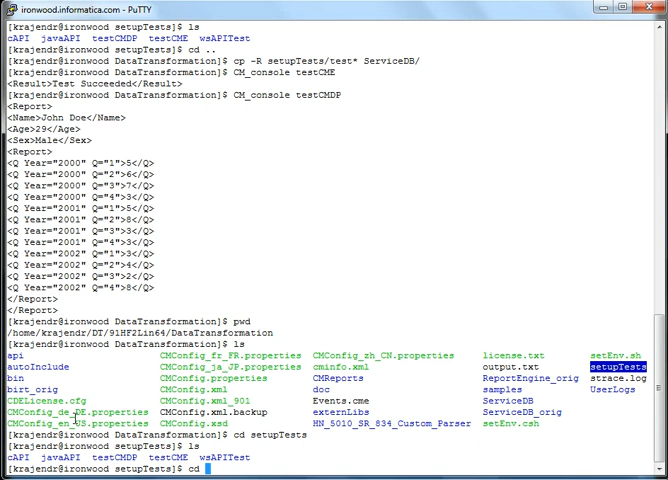 ironwood.informatica.com - PuTTY
[krajendr@ironwood setupTests]$ ls
cAPI javaAPI testCMDP testCME wsAPITest
[krajendr@ironwood setupTests]$ cd ..
[krajendr@ironwood DataTransformation]$ cp -R setupTests/test* ServiceDB/
[krajendr@ironwood DataTransformation]$ CM_console testCME
<Result>Test Succeeded</Result>
[krajendr@ironwood DataTransformation]$ CM_console testCMDP
<Report>
<Name>John Doe</Name>
<Age>29</Age>
<Sex>Male</Sex>
<Report>
<Q Year="2000" Q="1">5</Q>
<Q Year="2000" Q="2">6</Q>
<Q Year="2000" Q="3">7</Q>
<Q Year="2000" Q="4">3</Q>
<Q Year="2001" Q="1">5</Q>
<Q Year="2001" Q="2">8</Q>
<Q Year="2001" Q="3">3</Q>
<Q Year="2001" Q="4">3</Q>
<Q Year="2002" Q="1">3</Q>
<Q Year="2002" Q="2">4</Q>
<Q Year="2002" Q="3">2</Q>
<Q Year="2002" Q="4">8</Q>
</Report>
</Report>
[krajendr@ironwood DataTransformation]$ pwd
/home/krajendr/DT/91HF2Lin64/DataTransformation
[krajendr@ironwood DataTransformation]$ ls
api CMConfig_fr_FR.properties CMConfig_zh_CN.properties license.txt setEnv.sh
autoInclude CMConfig_ja_JP.properties cminfo.xml output.txt setupTests
bin CMConfig.properties CMReports ReportEngine_orig strace.log
birt_orig CMConfig.xml_901 doc samples UserLogs
CDELicense.cfg CMConfig.xml_901 Events.cme ServiceDB
CMConfig_de_DE.properties CMConfig.xml.backup externLibs ServiceDB_orig
CMConfig_en_US.properties CMConfig.xsd HN_5010_SR_834_Custom_Parser setEnv.csh
[krajendr@ironwood DataTransformation]$ cd setupTests
[krajendr@ironwood setupTests]$ ls
cAPI javaAPI testCMDP testCME wsAPITest
[krajendr@ironwood setupTests]$ cd